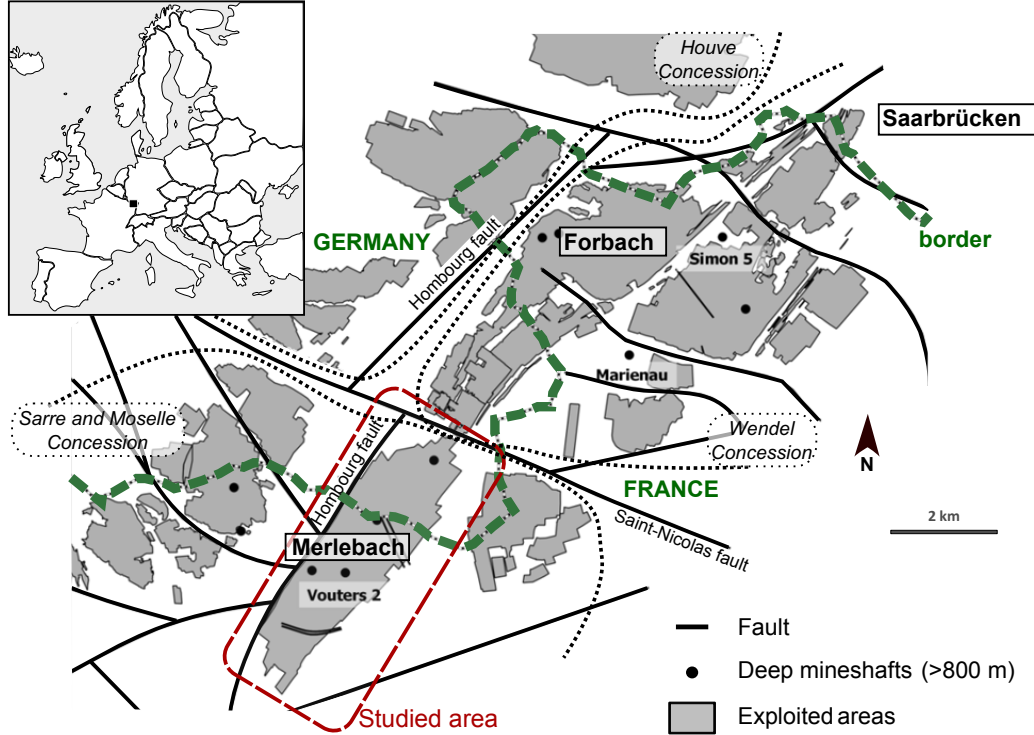 Houve
Concession
Saarbrücken
GERMANY
Hombourg fault
Forbach
Simon 5
border
Marienau
Sarre and Moselle
Concession
Hombourg fault
Wendel
Concession
N
FRANCE
Saint-Nicolas fault
2 km
Merlebach
Vouters 2
Fault
Deep mineshafts (>800 m)
Studied area
Exploited areas